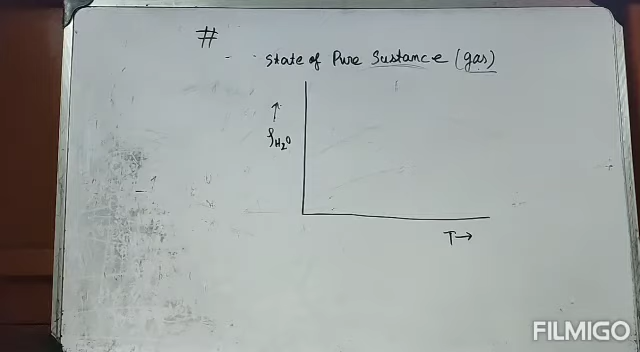 #
State of Pure Sustance (gas)
↑
ρH₂O
T→
FILMIGO